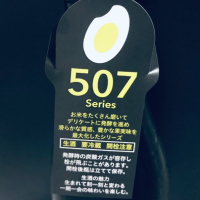 507
Series
お米をたくさん磨いて
デリケートに発酵を進め
滑らかな質感、豊かな果実味を
最大化したシリーズ
生酒 要冷蔵 開栓注意
発酵時の炭酸ガスが溶存し
栓が飛ぶことがあります。
開栓後瓶は立てて保存。
生酒の魅力
生まれて刻一刻と変わる
一期一会の味わいを楽しむ。